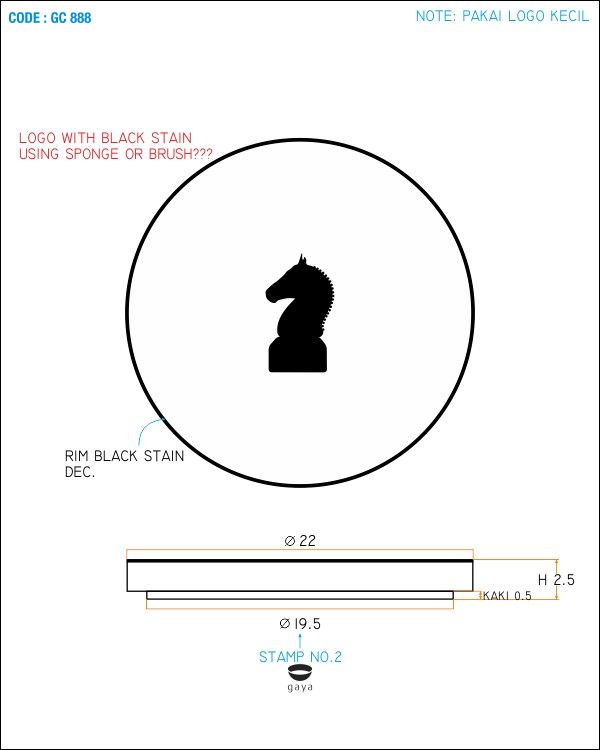 CODE : GC 888
NOTE: PAKAI LOGO KECIL
LOGO WITH BLACK STAIN
USING SPONGE OR BRUSH???
RIM BLACK STAIN
DEC.
Ø 22
H 2.5
KAKI 0.5
Ø 19.5
STAMP NO.2
gaya